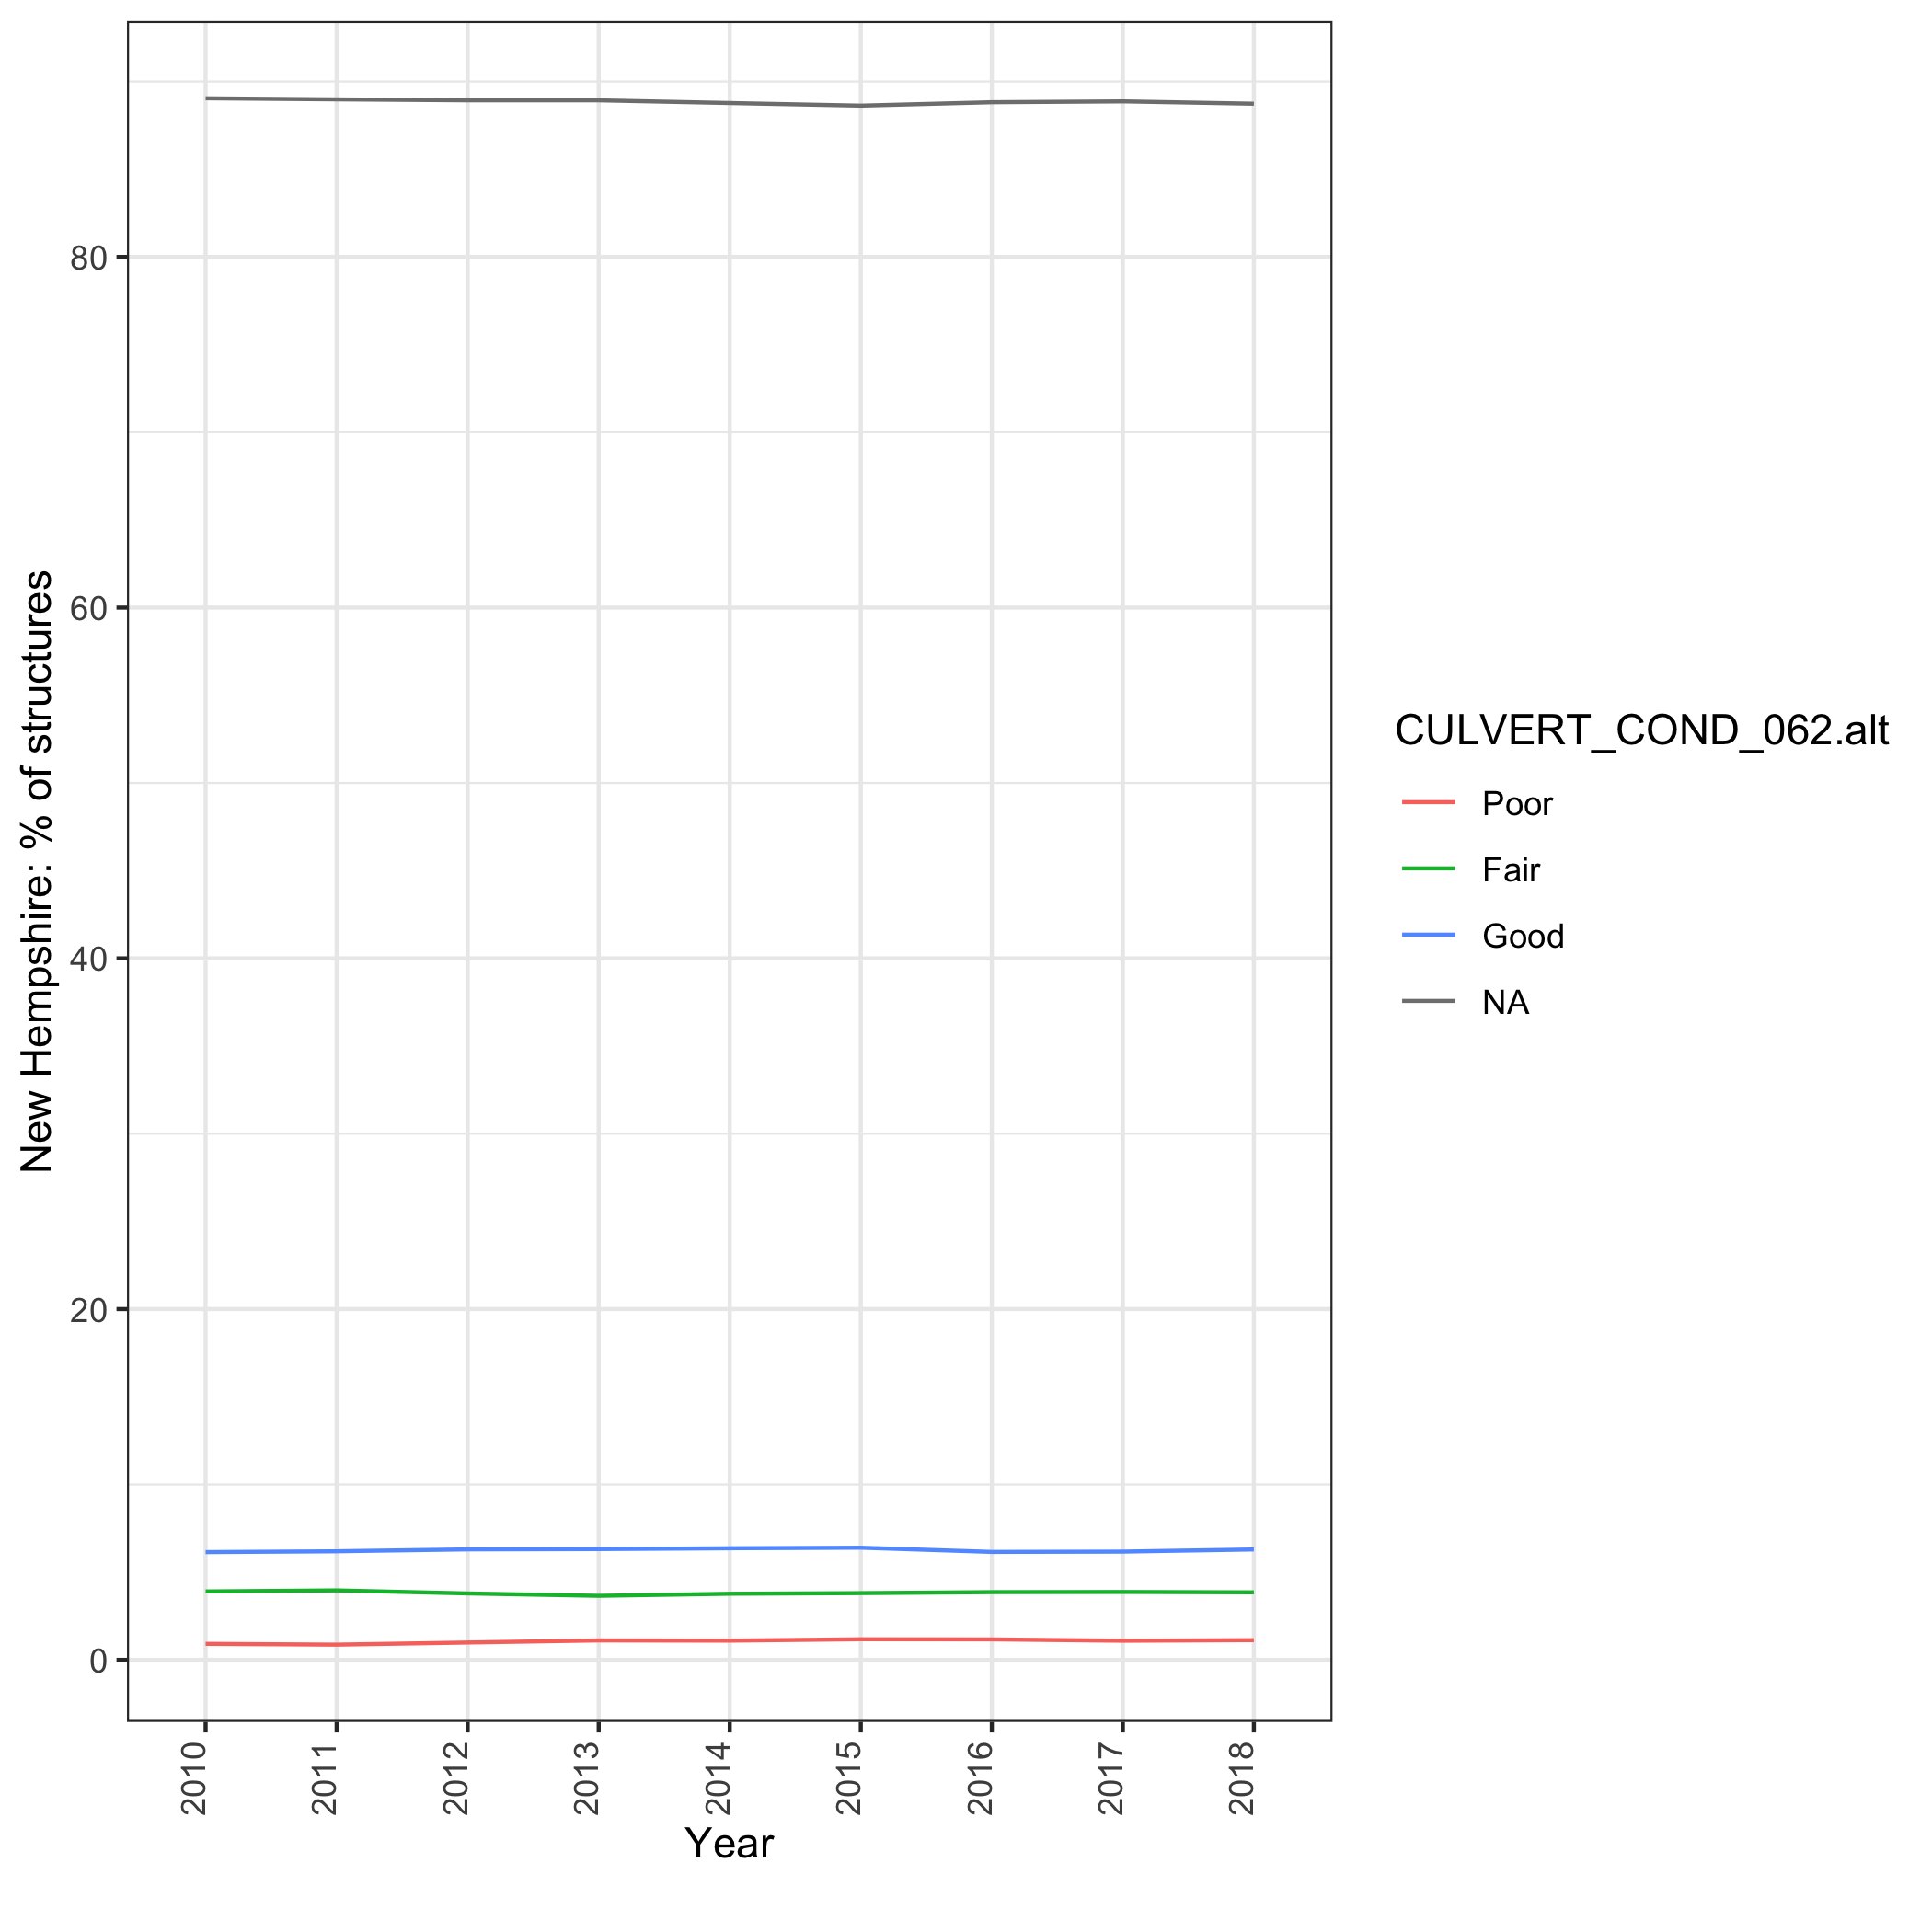 New Hempshire: % of structures
80
60
40
20
0
2010
2011
2012
2013
2014
2015
2016
2017
2018
Year
CULVERT_COND_062.alt
Poor
Fair
Good
NA